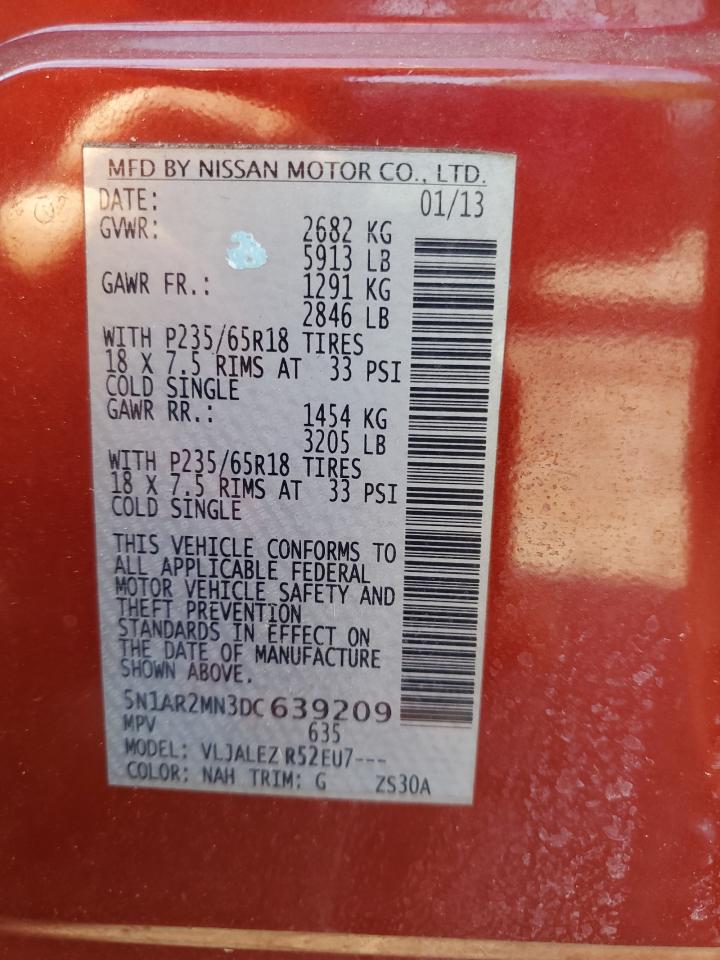 MFD BY NISSAN MOTOR CO., LTD.
DATE: 01/13
GVWR: 2682 KG
5913 LB
GAWR FR.: 1291 KG
2846 LB
WITH P235/65R18 TIRES
18 X 7.5 RIMS AT 33 PSI
COLD SINGLE
GAWR RR.: 1454 KG
3205 LB
WITH P235/65R18 TIRES
18 X 7.5 RIMS AT 33 PSI
COLD SINGLE
THIS VEHICLE CONFORMS TO
ALL APPLICABLE FEDERAL
MOTOR VEHICLE SAFETY AND
THEFT PREVENTION
STANDARDS IN EFFECT ON
THE DATE OF MANUFACTURE
SHOWN ABOVE.
5N1AR2MN3DC639209
MPV 635
MODEL: VLJALEZ R52EU7---
COLOR: NAH TRIM: G ZS30A